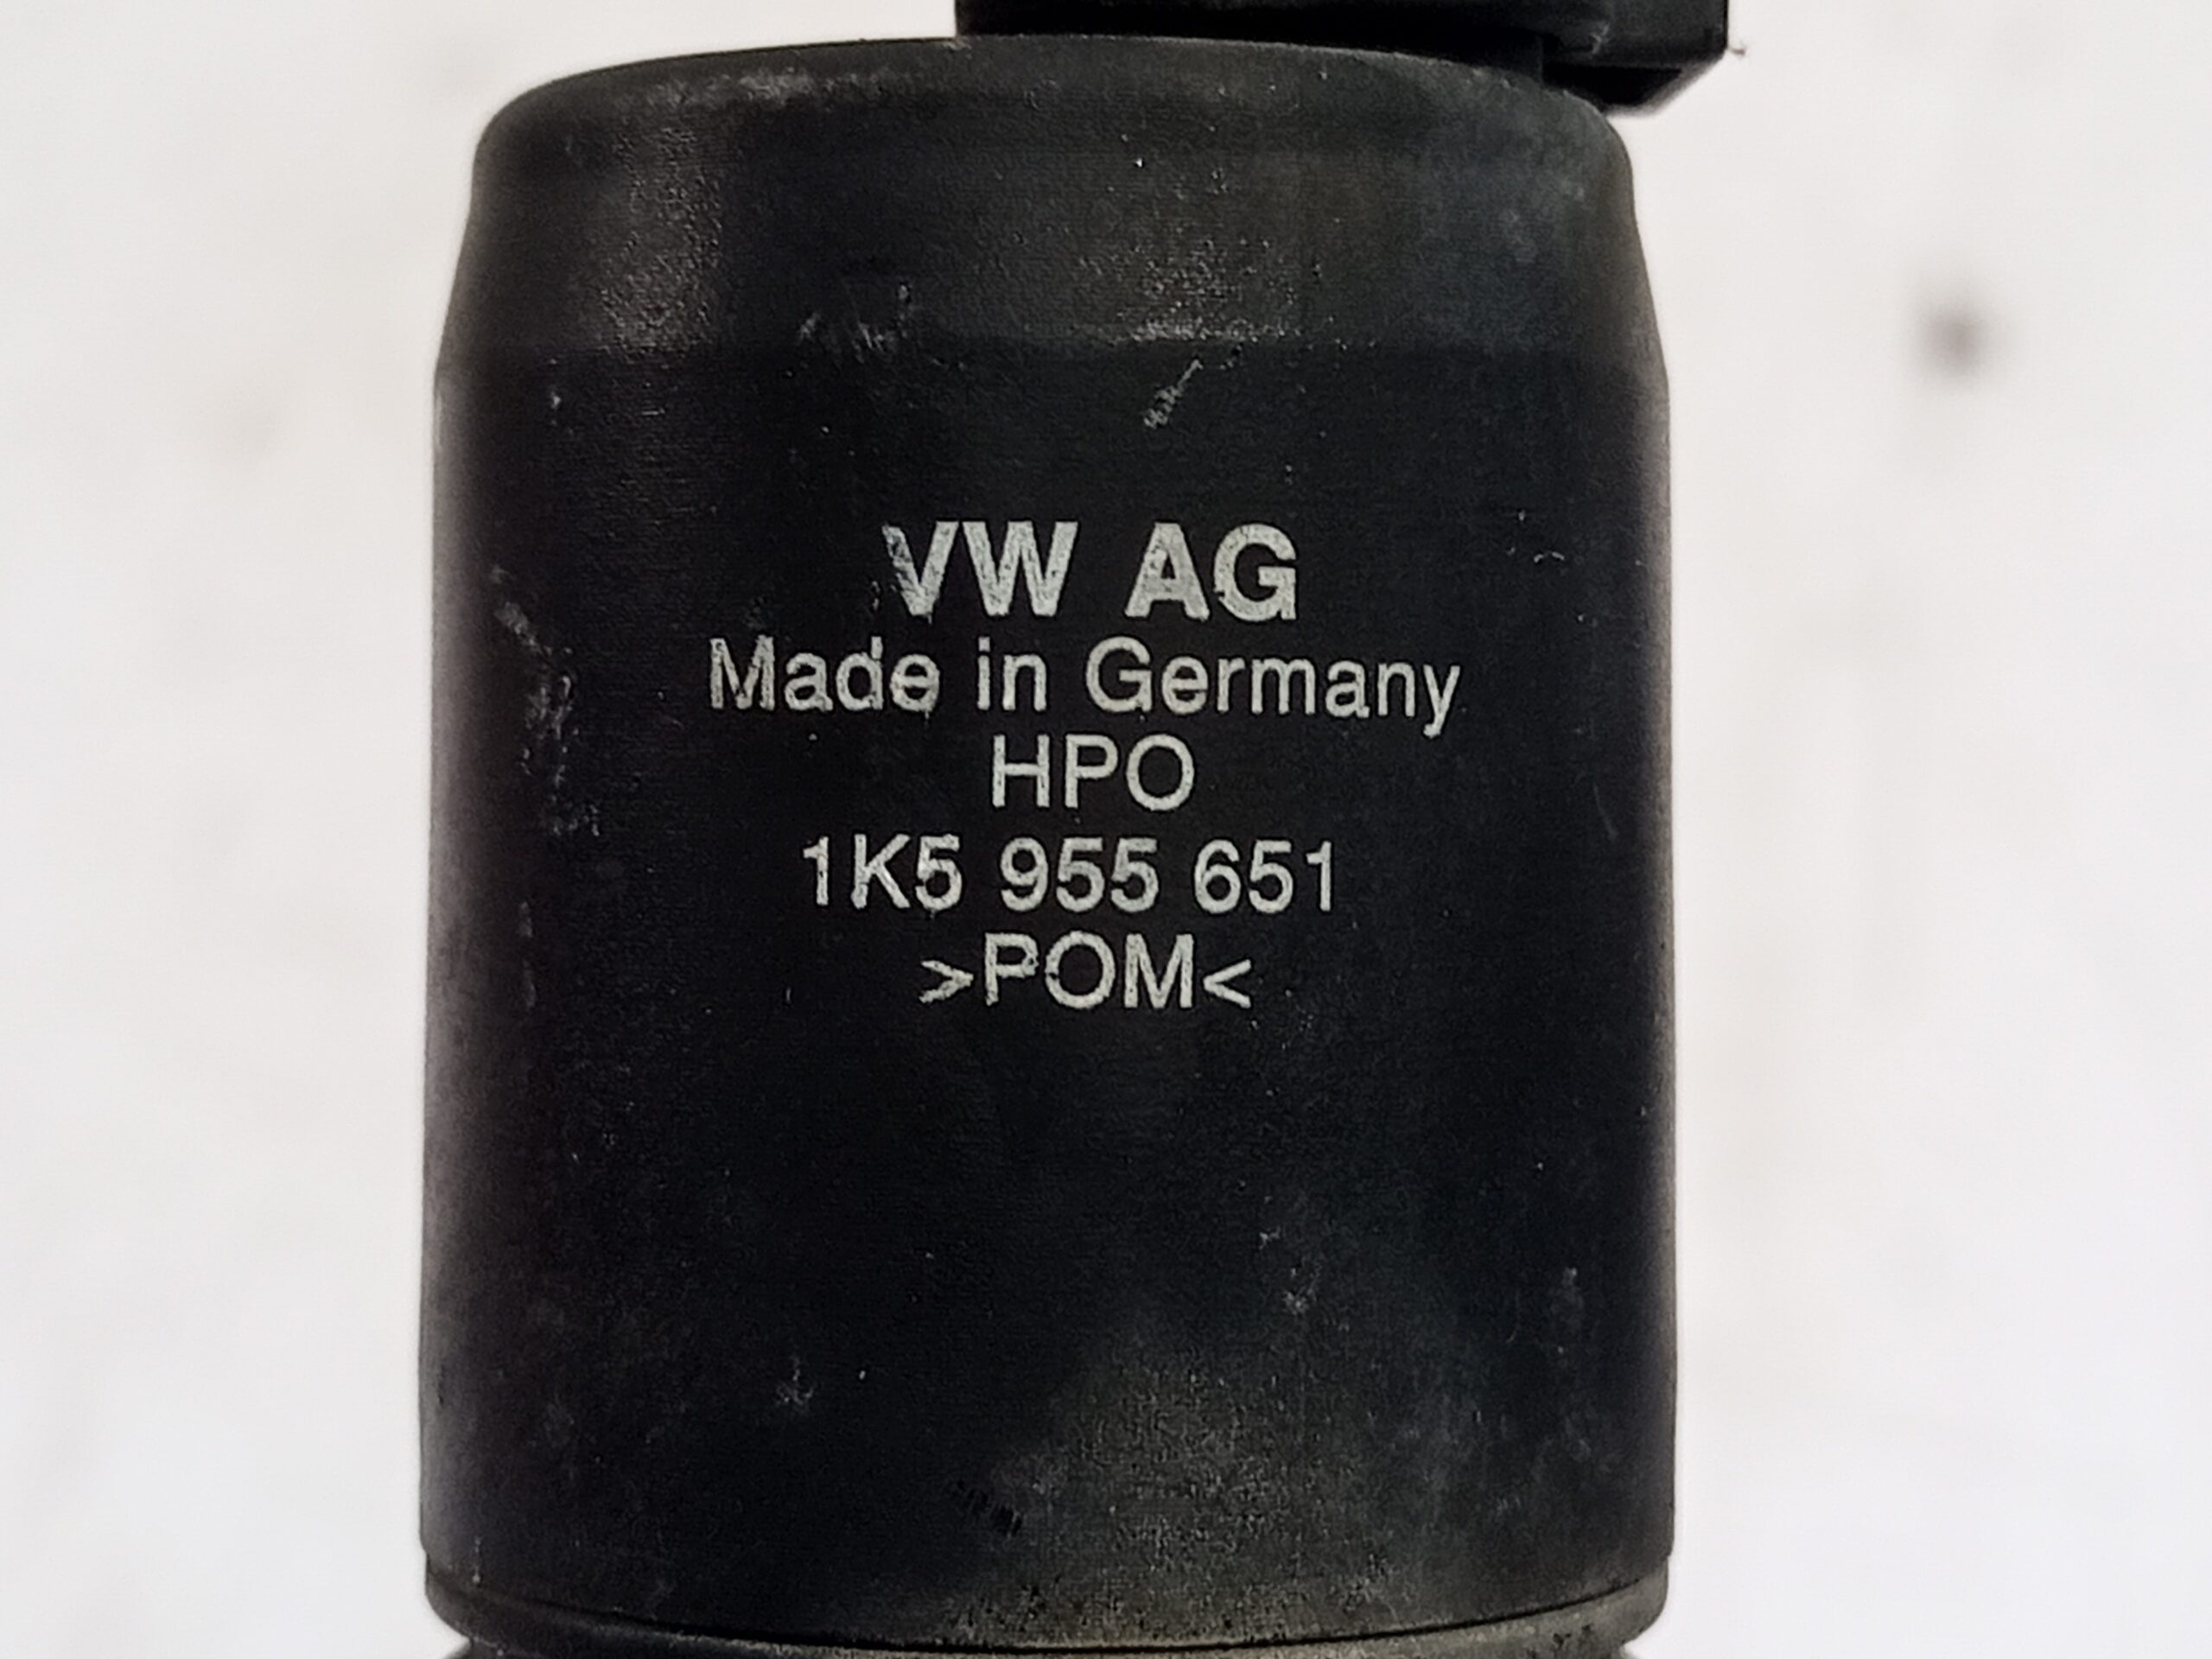 VW AG
Made in Germany
HPO
1K5 955 651
>POM<